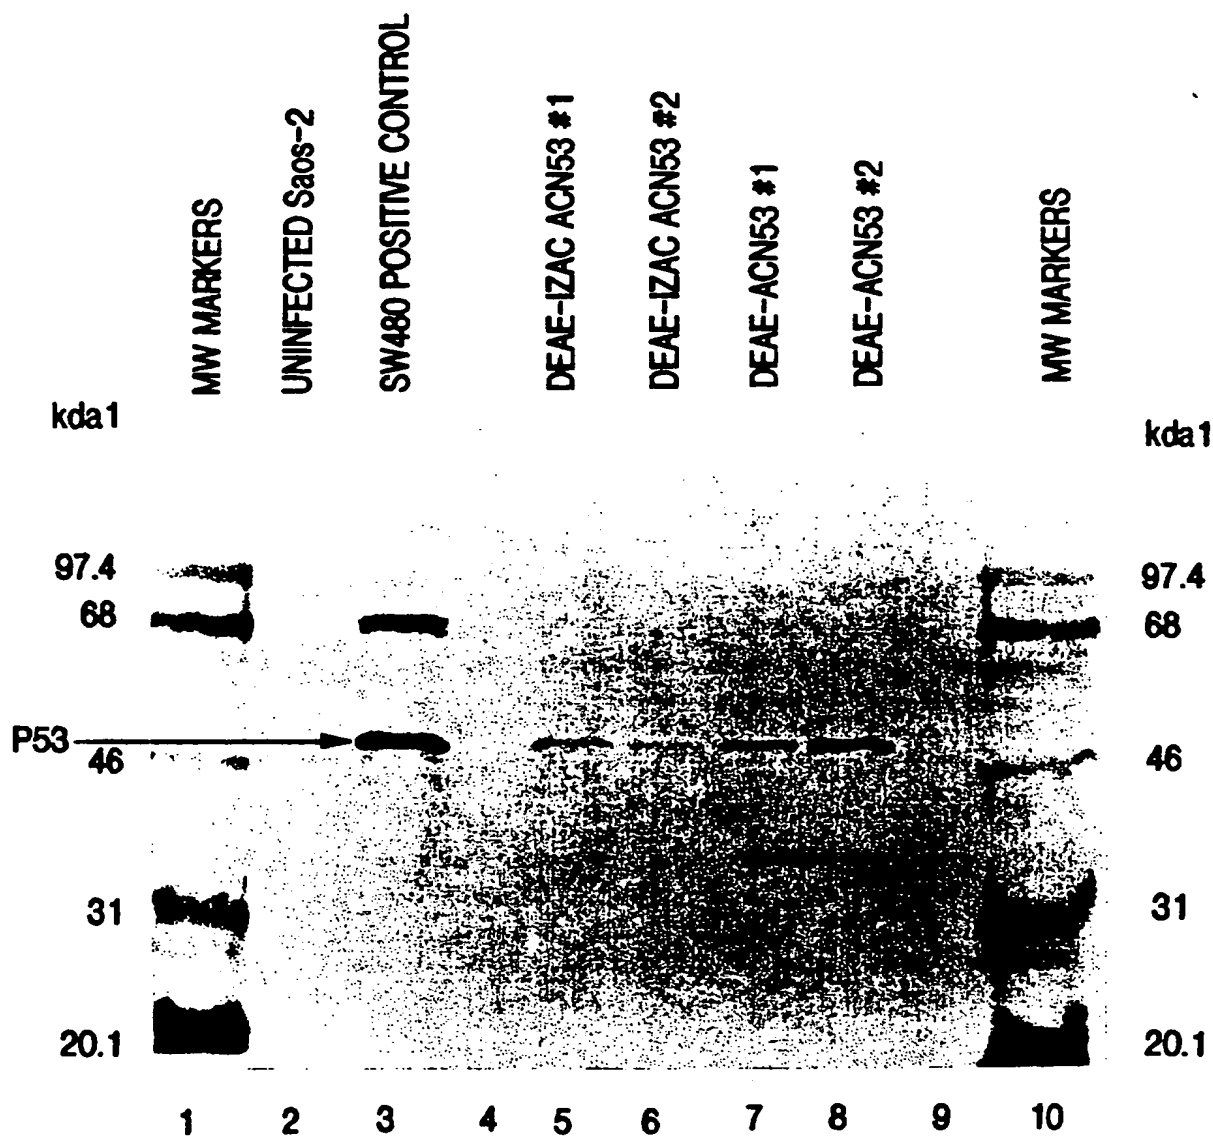 MW MARKERS
UNINFECTED Saos-2
SW480 POSITIVE CONTROL
DEAE-IZAC ACN53 #1
DEAE-IZAC ACN53 #2
DEAE-ACN53 #1
DEAE-ACN53 #2
MW MARKERS
kda1
kda1
97.4
68
P53
46
31
20.1
97.4
68
46
31
20.1
1 2 3 4 5 6 7 8 9 10